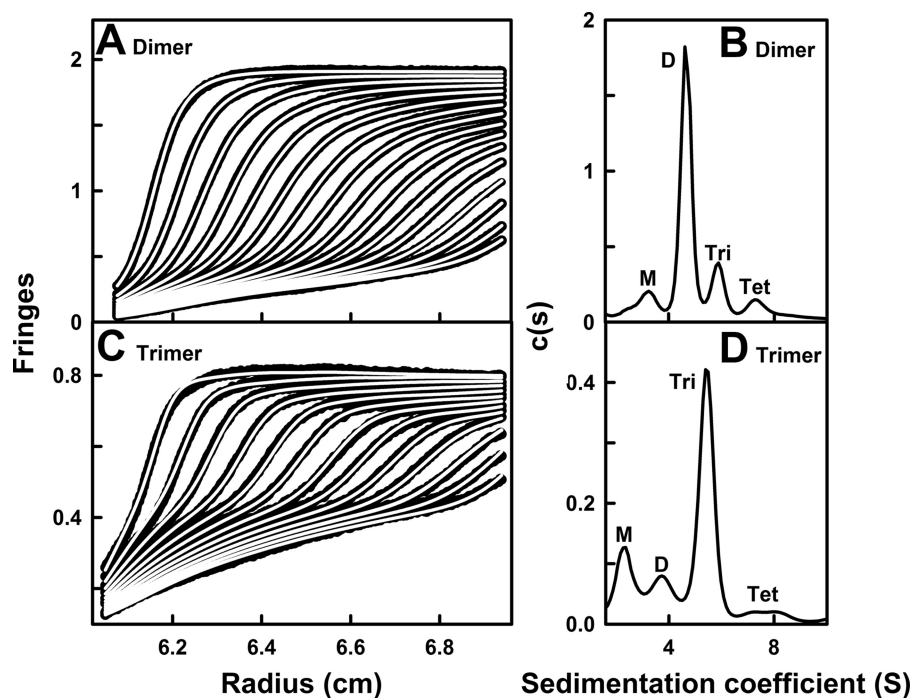 A Dimer
2
1
0
Fringes
B Dimer
D
M
Tri
Tet
2
1
0
c(s)
C Trimer
0.8
0.4
6.2 6.4 6.6 6.8
Radius (cm)
D Trimer
Tri
M
D
Tet
0.4
0.2
0.0
4 8
Sedimentation coefficient (S)